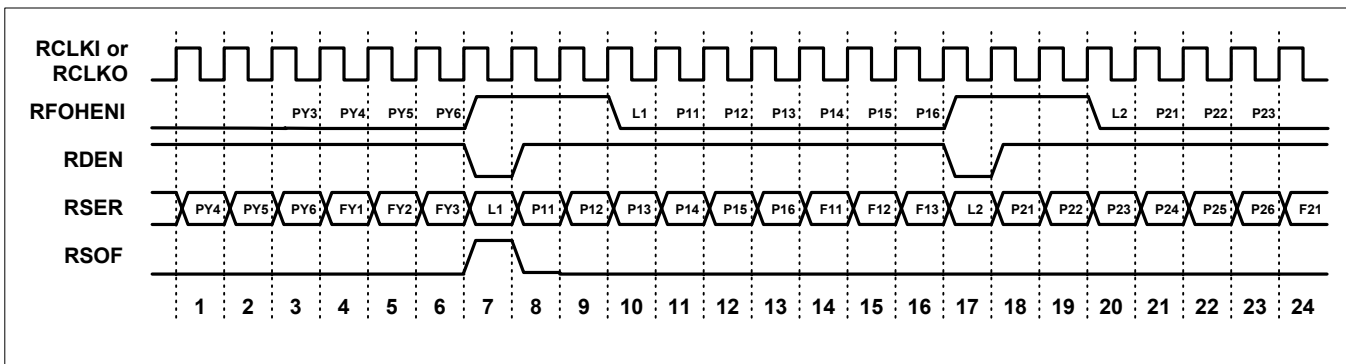 RCLKI or
RCLKO
RFOHENI PY3 PY4 PY5 PY6 L1 P11 P12 P13 P14 P15 P16 L2 P21 P22 P23
RDEN
RSER PY4 PY5 PY6 FY1 FY2 FY3 L1 P11 P12 P13 P14 P15 P16 F11 F12 F13 L2 P21 P22 P23 P24 P25 P26 F21
RSOF
1 2 3 4 5 6 7 8 9 10 11 12 13 14 15 16 17 18 19 20 21 22 23 24